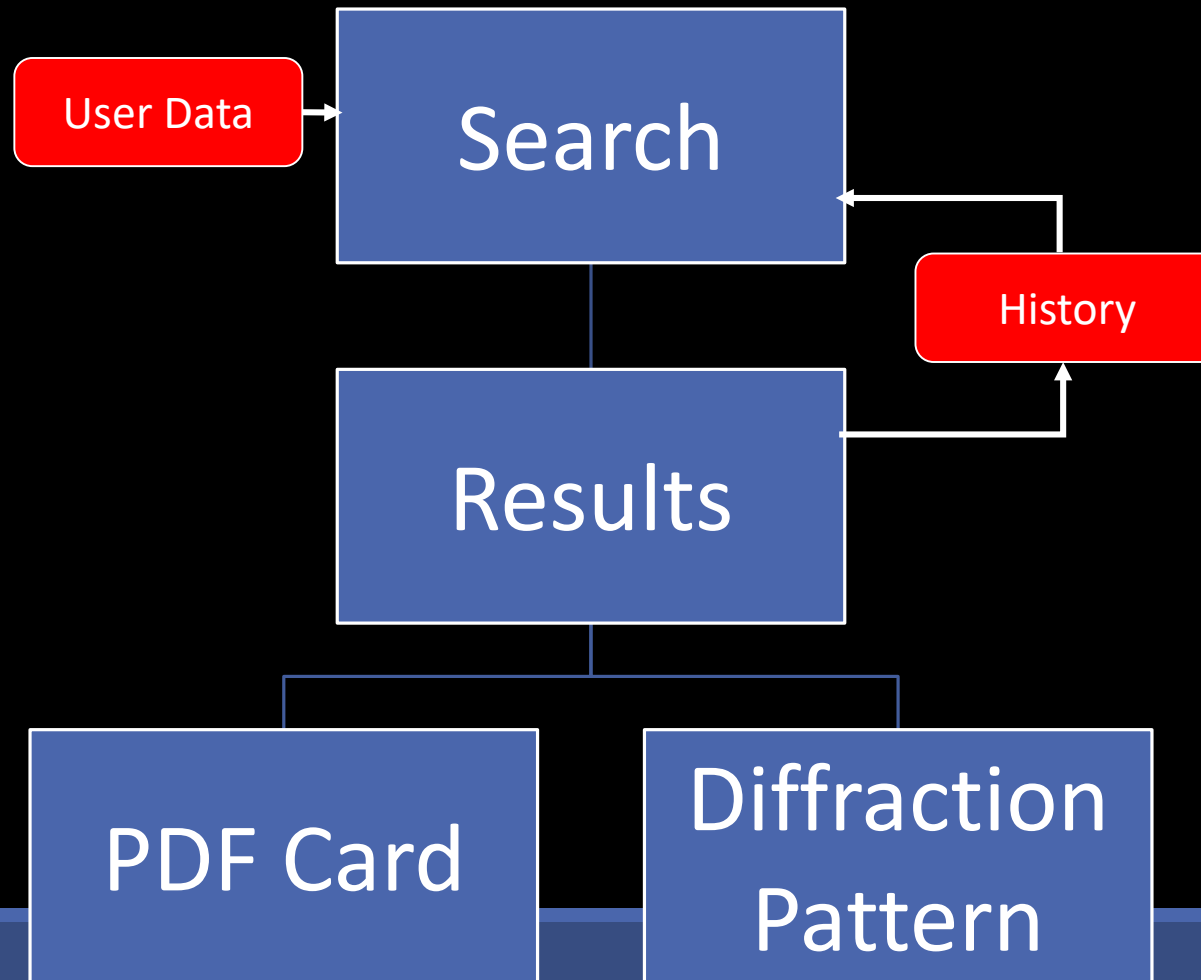 User Data
Search
History
Results
PDF Card
Diffraction
Pattern